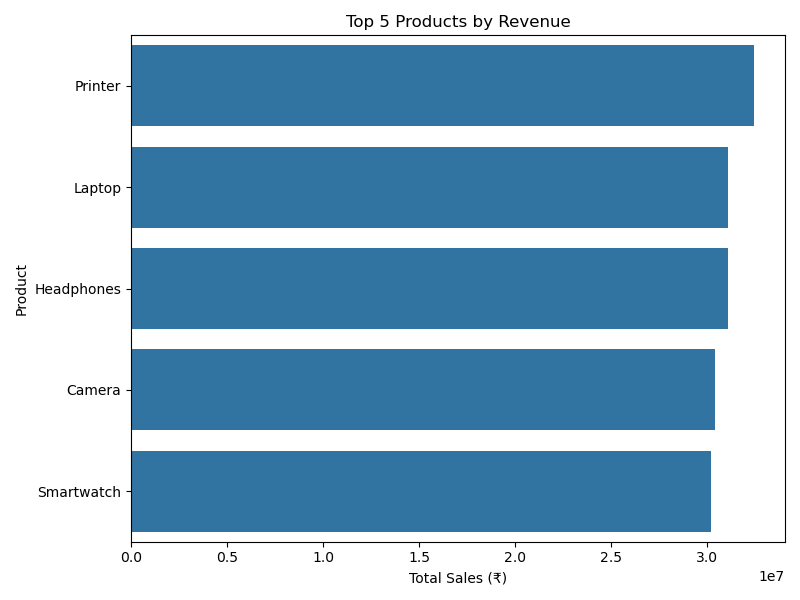 Top 5 Products by Revenue
Product
Printer
Laptop
Headphones
Camera
Smartwatch
0.0 0.5 1.0 1.5 2.0 2.5 3.0
1e7
Total Sales (₹)